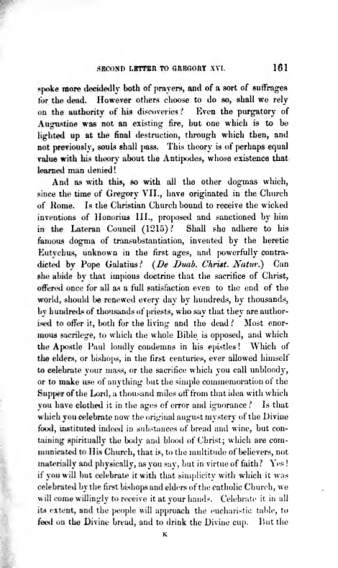 SECOND LETTER TO GREGORY XVI. 161
spoke more decidedly both of prayers, and of a sort of suffrages
for the dead. However others choose to do so, shall we rely
on the authority of his discoveries? Even the purgatory of
Augustine was not an existing fire, but one which is to be
lighted up at the final destruction, through which then, and
not previously, souls shall pass. This theory is of perhaps equal
value with his theory about the Antipodes, whose existence that
learned man denied!
And as with this, so with all the other dogmas which,
since the time of Gregory VII., have originated in the Church
of Rome. Is the Christian Church bound to receive the wicked
inventions of Honorius III., proposed and sanctioned by him
in the Lateran Council (1215)? Shall she adhere to his
famous dogma of transubstantiation, invented by the heretic
Eutychus, unknown in the first ages, and powerfully contra-
dicted by Pope Galatius? (De Duab. Christ. Natur.) Can
she abide by that impious doctrine that the sacrifice of Christ,
offered once for all as a full satisfaction even to the end of the
world, should be renewed every day by hundreds, by thousands,
by hundreds of thousands of priests, who say that they are author-
ised to offer it, both for the living and the dead? Most enor-
mous sacrilege, to which the whole Bible is opposed, and which
the Apostle Paul loudly condemns in his epistles! Which of
the elders, or bishops, in the first centuries, ever allowed himself
to celebrate your mass, or the sacrifice which you call unbloody,
or to make use of anything but the simple commemoration of the
Supper of the Lord, a thousand miles off from that idea with which
you have clothed it in the ages of error and ignorance? Is that
which you celebrate now the original august mystery of the Divine
food, instituted indeed in substances of bread and wine, but con-
taining spiritually the body and blood of Christ; which are com-
municated to His Church, that is, to the multitude of believers, not
materially and physically, as you say, but in virtue of faith? Yes!
if you will but celebrate it with that simplicity with which it was
celebrated by the first bishops and elders of the catholic Church, we
will come willingly to receive it at your hands. Celebrate it in all
its extent, and the people will approach the eucharistic table, to
feed on the Divine bread, and to drink the Divine cup. But the
K